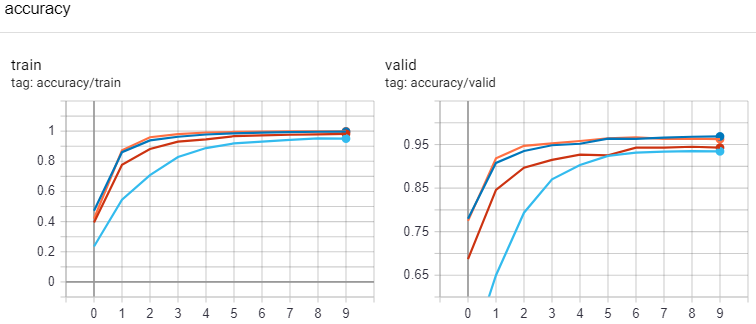 accuracy
train
tag: accuracy/train
1
0.8
0.6
0.4
0.2
0
0 1 2 3 4 5 6 7 8 9
valid
tag: accuracy/valid
0.95
0.85
0.75
0.65
0 1 2 3 4 5 6 7 8 9